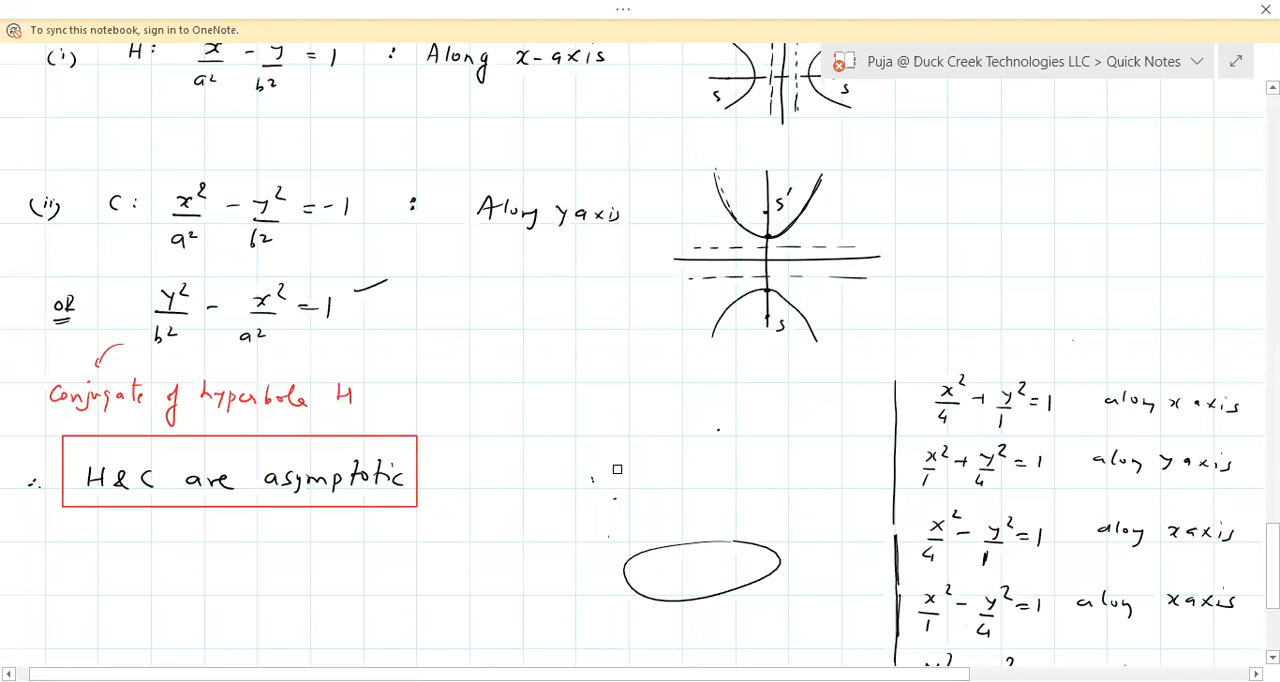 ...
To sync this notebook, sign in to OneNote.
Puja @ Duck Creek Technologies LLC > Quick Notes
(i) H: x/a² - y/b² = 1 : Along x-axis
S S
(ii) C: x²/a² - y²/b² = -1 : Along y axis
S'
OR y²/b² - x²/a² = 1
S
Conjugate of hyperbola H
∴ H & C are asymptotic
x²/4 + y²/1 = 1 along x axis
x²/1 + y²/4 = 1 along y axis
x²/4 - y²/1 = 1 along x axis
x²/1 - y²/4 = 1 along x axis